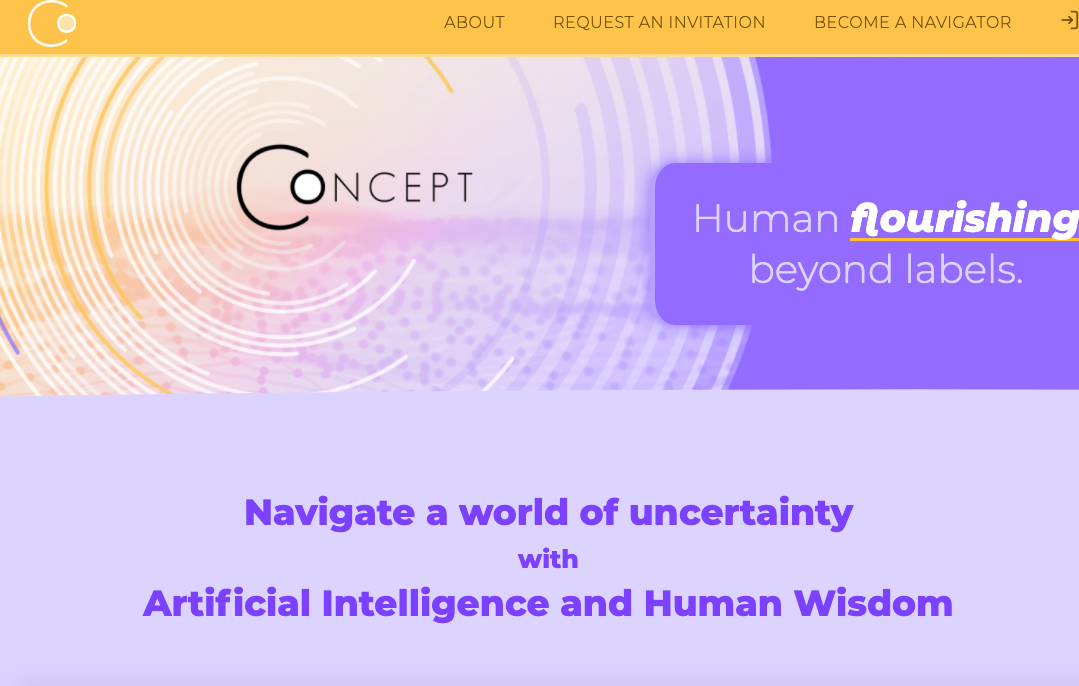 ABOUT REQUEST AN INVITATION BECOME A NAVIGATOR
CONCEPT
Human flourishing
beyond labels.
Navigate a world of uncertainty
with
Artificial Intelligence and Human Wisdom